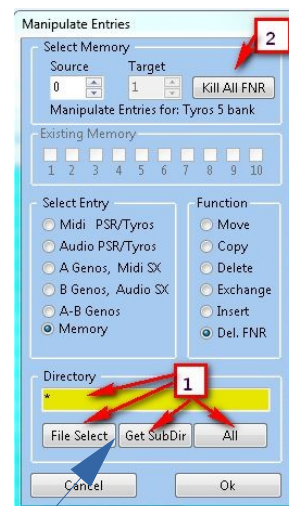 Manipulate Entries
Select Memory
2
Source Target
0 1 Kill All FNR
Manipulate Entries for: Tyros 5 bank
Existing Memory
1 2 3 4 5 6 7 8 9 10
Select Entry
Midi PSR/Tyros
Audio PSR/Tyros
A Genos, Midi SX
B Genos, Audio SX
A-B Genos
Memory
Function
Move
Copy
Delete
Exchange
Insert
Del. FNR
Directory
1
*
File Select Get SubDir All
Cancel Ok